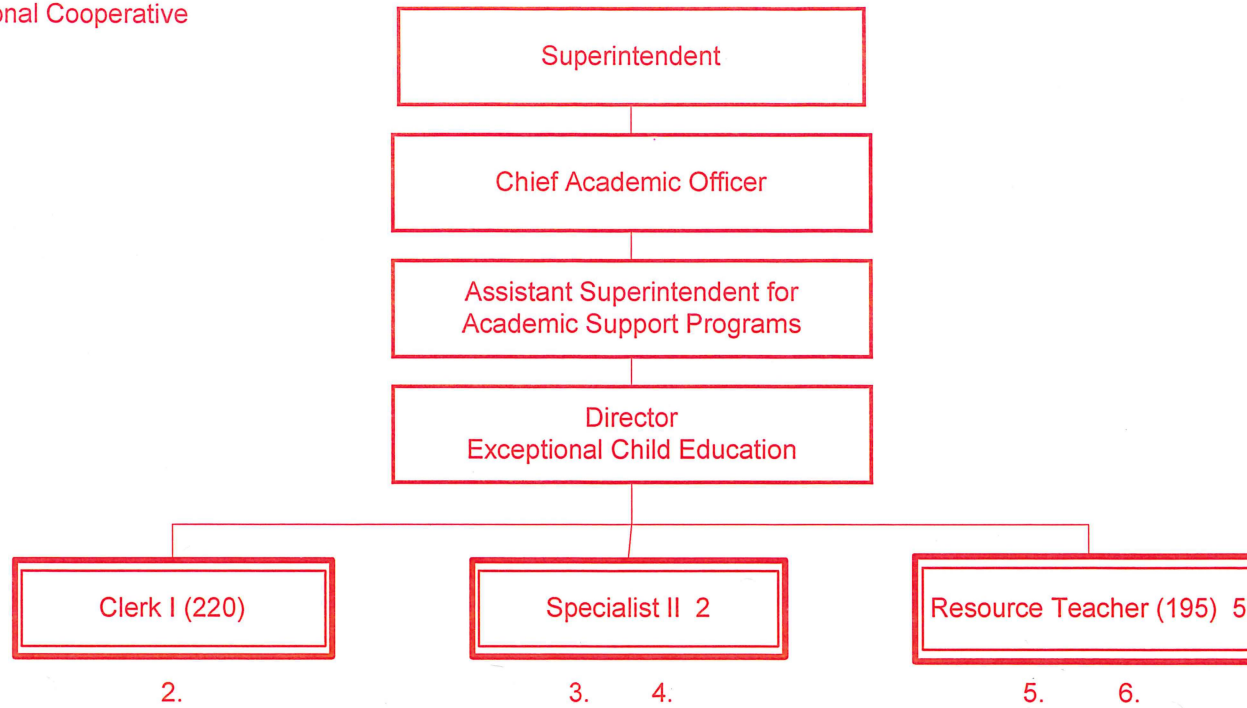 onal Cooperative
Superintendent
Chief Academic Officer
Assistant Superintendent for
Academic Support Programs
Director
Exceptional Child Education
Clerk I (220)
Specialist II 2
Resource Teacher (195) 5
2.
3. 4.
5. 6.